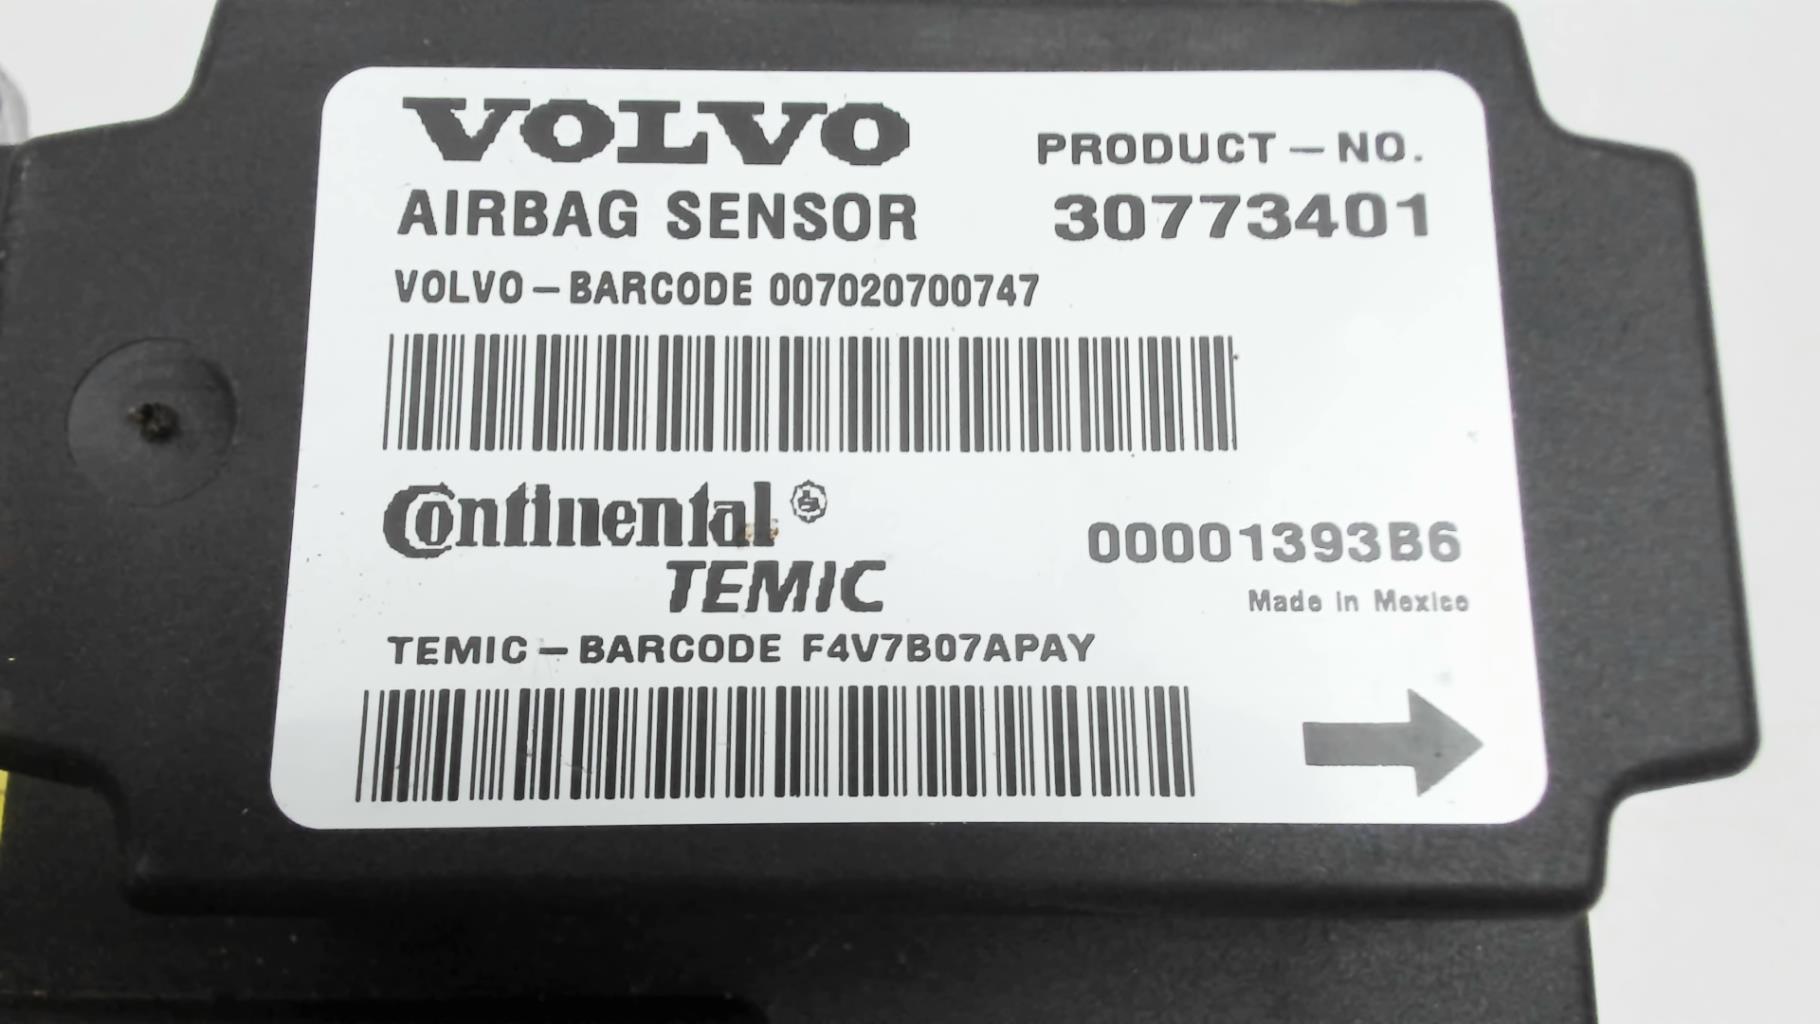 VOLVO
PRODUCT – NO.
AIRBAG SENSOR
30773401
VOLVO – BARCODE 007020700747
Continental
TEMIC
00001393B6
Made in Mexico
TEMIC – BARCODE F4V7B07APAY